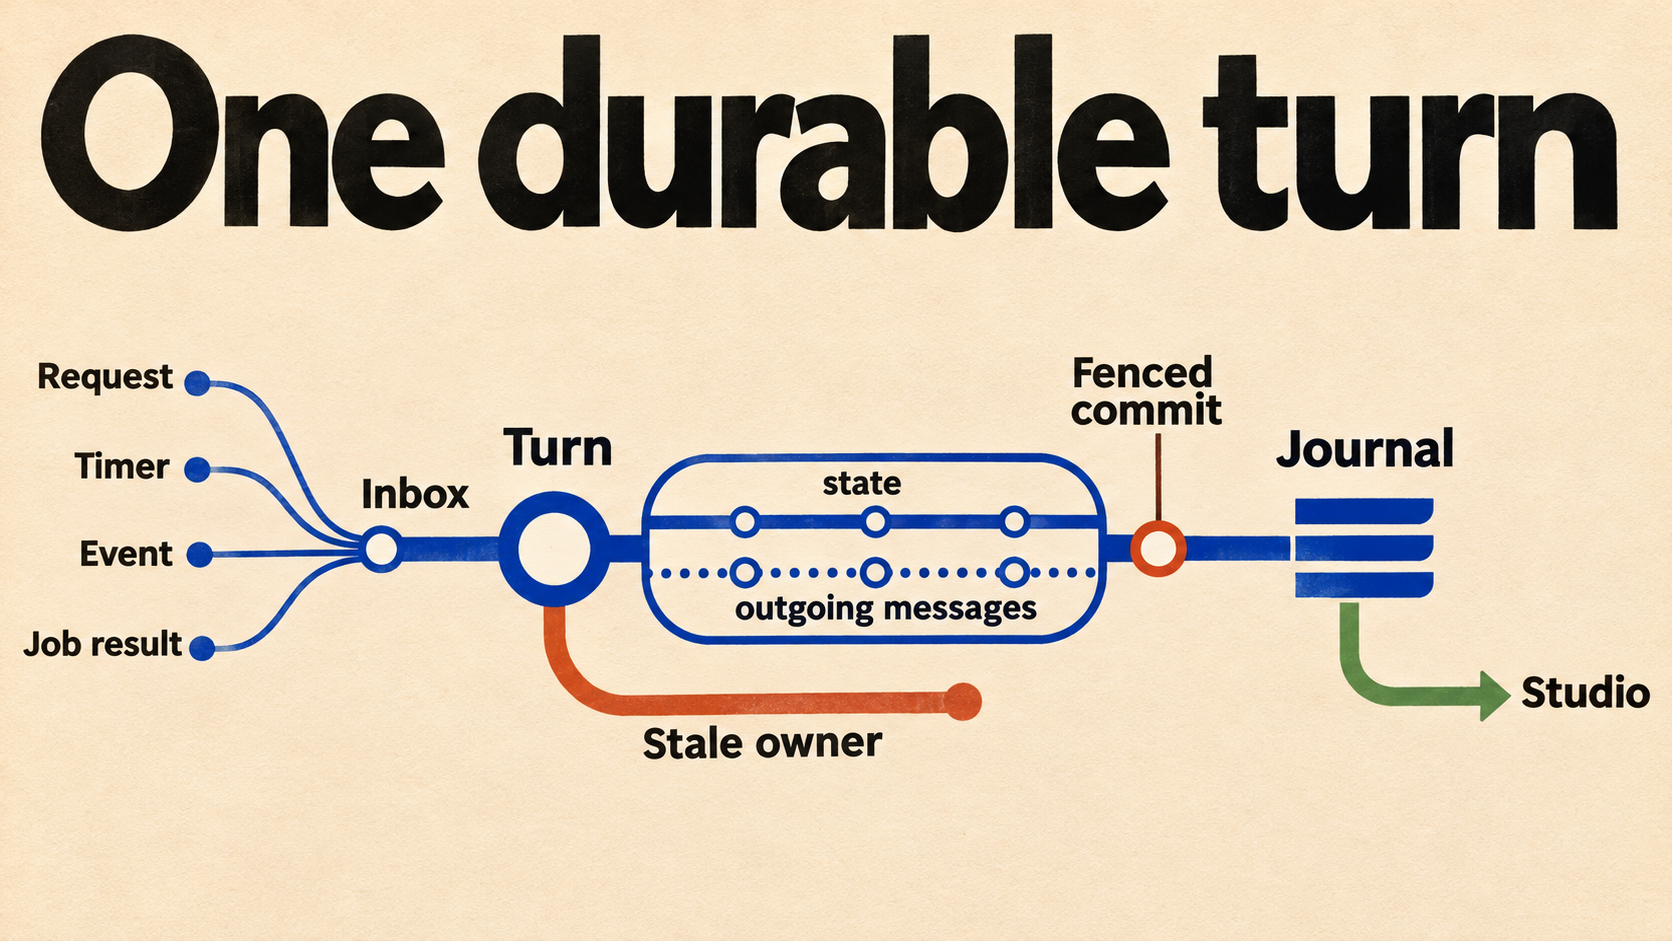 One durable turn
Request
Timer
Event
Job result
Inbox
Turn
state
outgoing messages
Stale owner
Fenced
commit
Journal
Studio